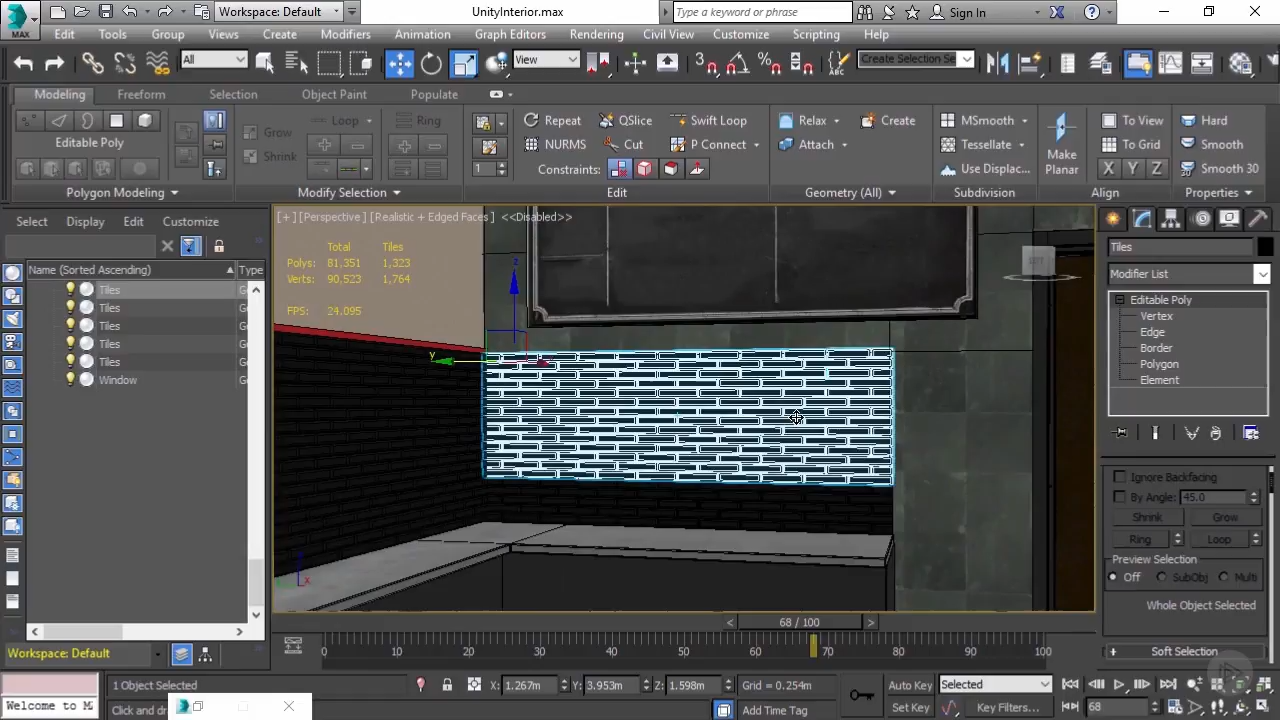 MAX
Workspace: Default
UnityInterior.max
Type a keyword or phrase
Sign In
Edit Tools Group Views Create Modifiers Animation Graph Editors Rendering Civil View Customize Scripting Help
All
View
Create Selection Se
Modeling Freeform Selection Object Paint Populate
Editable Poly
Polygon Modeling
Loop
Ring
Grow
Shrink
Modify Selection
1
Repeat QSlice Swift Loop
NURMS Cut P Connect
Constraints:
Edit
Relax Create
Attach
Geometry (All)
MSmooth
Tessellate
Use Displac...
Subdivision
Make
Planar
To View
To Grid
X Y Z
Align
Hard
Smooth
Smooth 30
Properties
Select Display Edit Customize
Name (Sorted Ascending) Type
Tiles
Tiles
Tiles
Tiles
Tiles
Window
[+] [Perspective] [Realistic + Edged Faces] <<Disabled>>
Total Tiles
Polys: 81,351 1,323
Verts: 90,523 1,764
FPS: 24.095
z
y
x
Tiles
Modifier List
Editable Poly
Vertex
Edge
Border
Polygon
Element
Ignore Backfacing
By Angle: 45.0
Shrink Grow
Ring Loop
Preview Selection
Off SubObj Multi
Whole Object Selected
Soft Selection
68 / 100
0 10 20 30 40 50 60 70 80 90 100
Workspace: Default
1 Object Selected
X: 1.267m Y: 3.953m Z: 1.598m Grid = 0.254m
Auto Key Selected
Welcome to M
Click and dr
Add Time Tag
Set Key Key Filters...
68